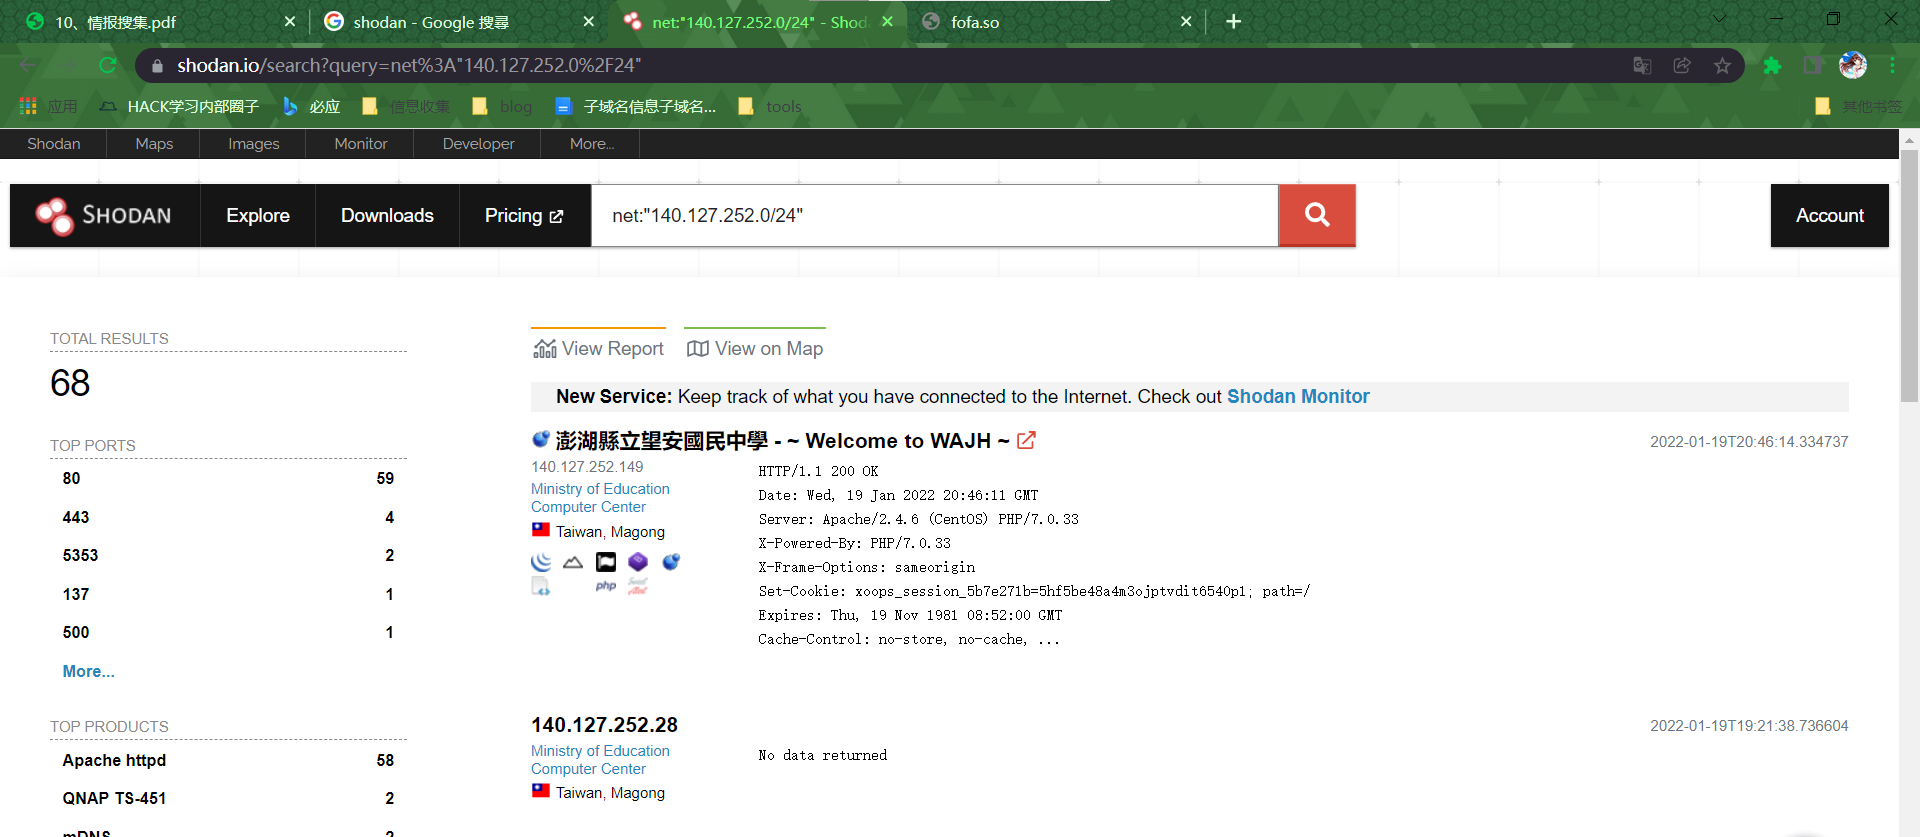 10、情报搜集.pdf
shodan - Google 搜尋
net:"140.127.252.0/24" - Shod
fofa.so
shodan.io/search?query=net%3A"140.127.252.0%2F24"
应用
HACK学习内部圈子
必应
信息收集
blog
子域名信息子域名...
tools
其他书签
Shodan
Maps
Images
Monitor
Developer
More...
SHODAN
Explore
Downloads
Pricing
net:"140.127.252.0/24"
Account
TOTAL RESULTS
68
TOP PORTS
80 59
443 4
5353 2
137 1
500 1
More...
TOP PRODUCTS
Apache httpd 58
QNAP TS-451 2
mDNS 2
View Report
View on Map
New Service: Keep track of what you have connected to the Internet. Check out Shodan Monitor
澎湖縣立望安國民中學 - ~ Welcome to WAJH ~
2022-01-19T20:46:14.334737
140.127.252.149
Ministry of Education
Computer Center
Taiwan, Magong
php
HTTP/1.1 200 OK
Date: Wed, 19 Jan 2022 20:46:11 GMT
Server: Apache/2.4.6 (CentOS) PHP/7.0.33
X-Powered-By: PHP/7.0.33
X-Frame-Options: sameorigin
Set-Cookie: xoops_session_5b7e271b=5hf5be48a4m3ojptvdit6540p1; path=/
Expires: Thu, 19 Nov 1981 08:52:00 GMT
Cache-Control: no-store, no-cache, ...
140.127.252.28
2022-01-19T19:21:38.736604
Ministry of Education
Computer Center
Taiwan, Magong
No data returned